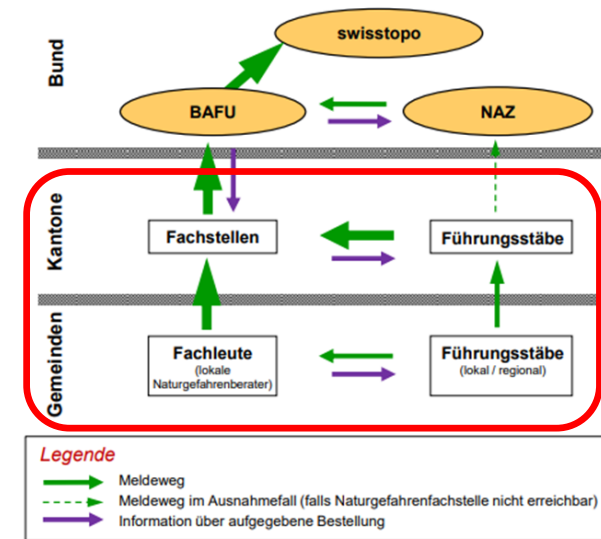 Bund
swisstopo
BAFU
NAZ
Kantone
Fachstellen
Führungsstäbe
Gemeinden
Fachleute
(lokale
Naturgefahrenberater)
Führungsstäbe
(lokal / regional)
Legende
Meldeweg
Meldeweg im Ausnahmefall (falls Naturgefahrenfachstelle nicht erreichbar)
Information über aufgegebene Bestellung